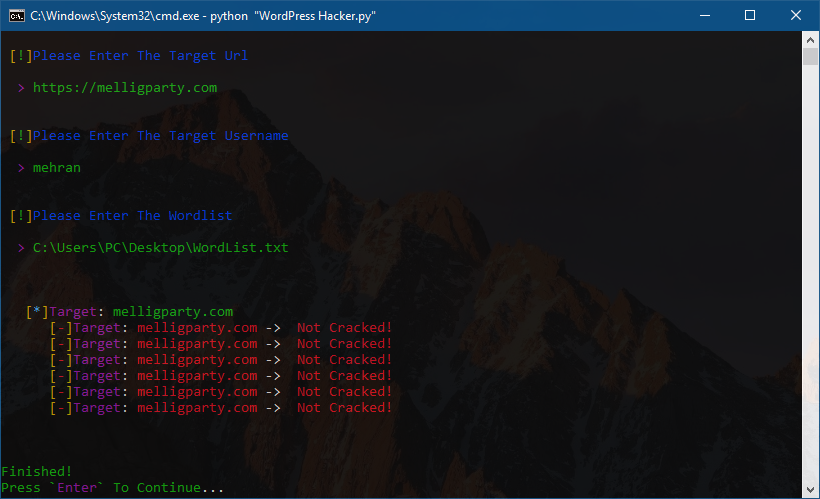 C:\Windows\System32\cmd.exe - python  "WordPress Hacker.py"
[!]Please Enter The Target Url
> https://melligparty.com
[!]Please Enter The Target Username
> mehran
[!]Please Enter The Wordlist
> C:\Users\PC\Desktop\WordList.txt
[*]Target: melligparty.com
[-]Target: melligparty.com ->  Not Cracked!
[-]Target: melligparty.com ->  Not Cracked!
[-]Target: melligparty.com ->  Not Cracked!
[-]Target: melligparty.com ->  Not Cracked!
[-]Target: melligparty.com ->  Not Cracked!
[-]Target: melligparty.com ->  Not Cracked!
Finished!
Press `Enter` To Continue...